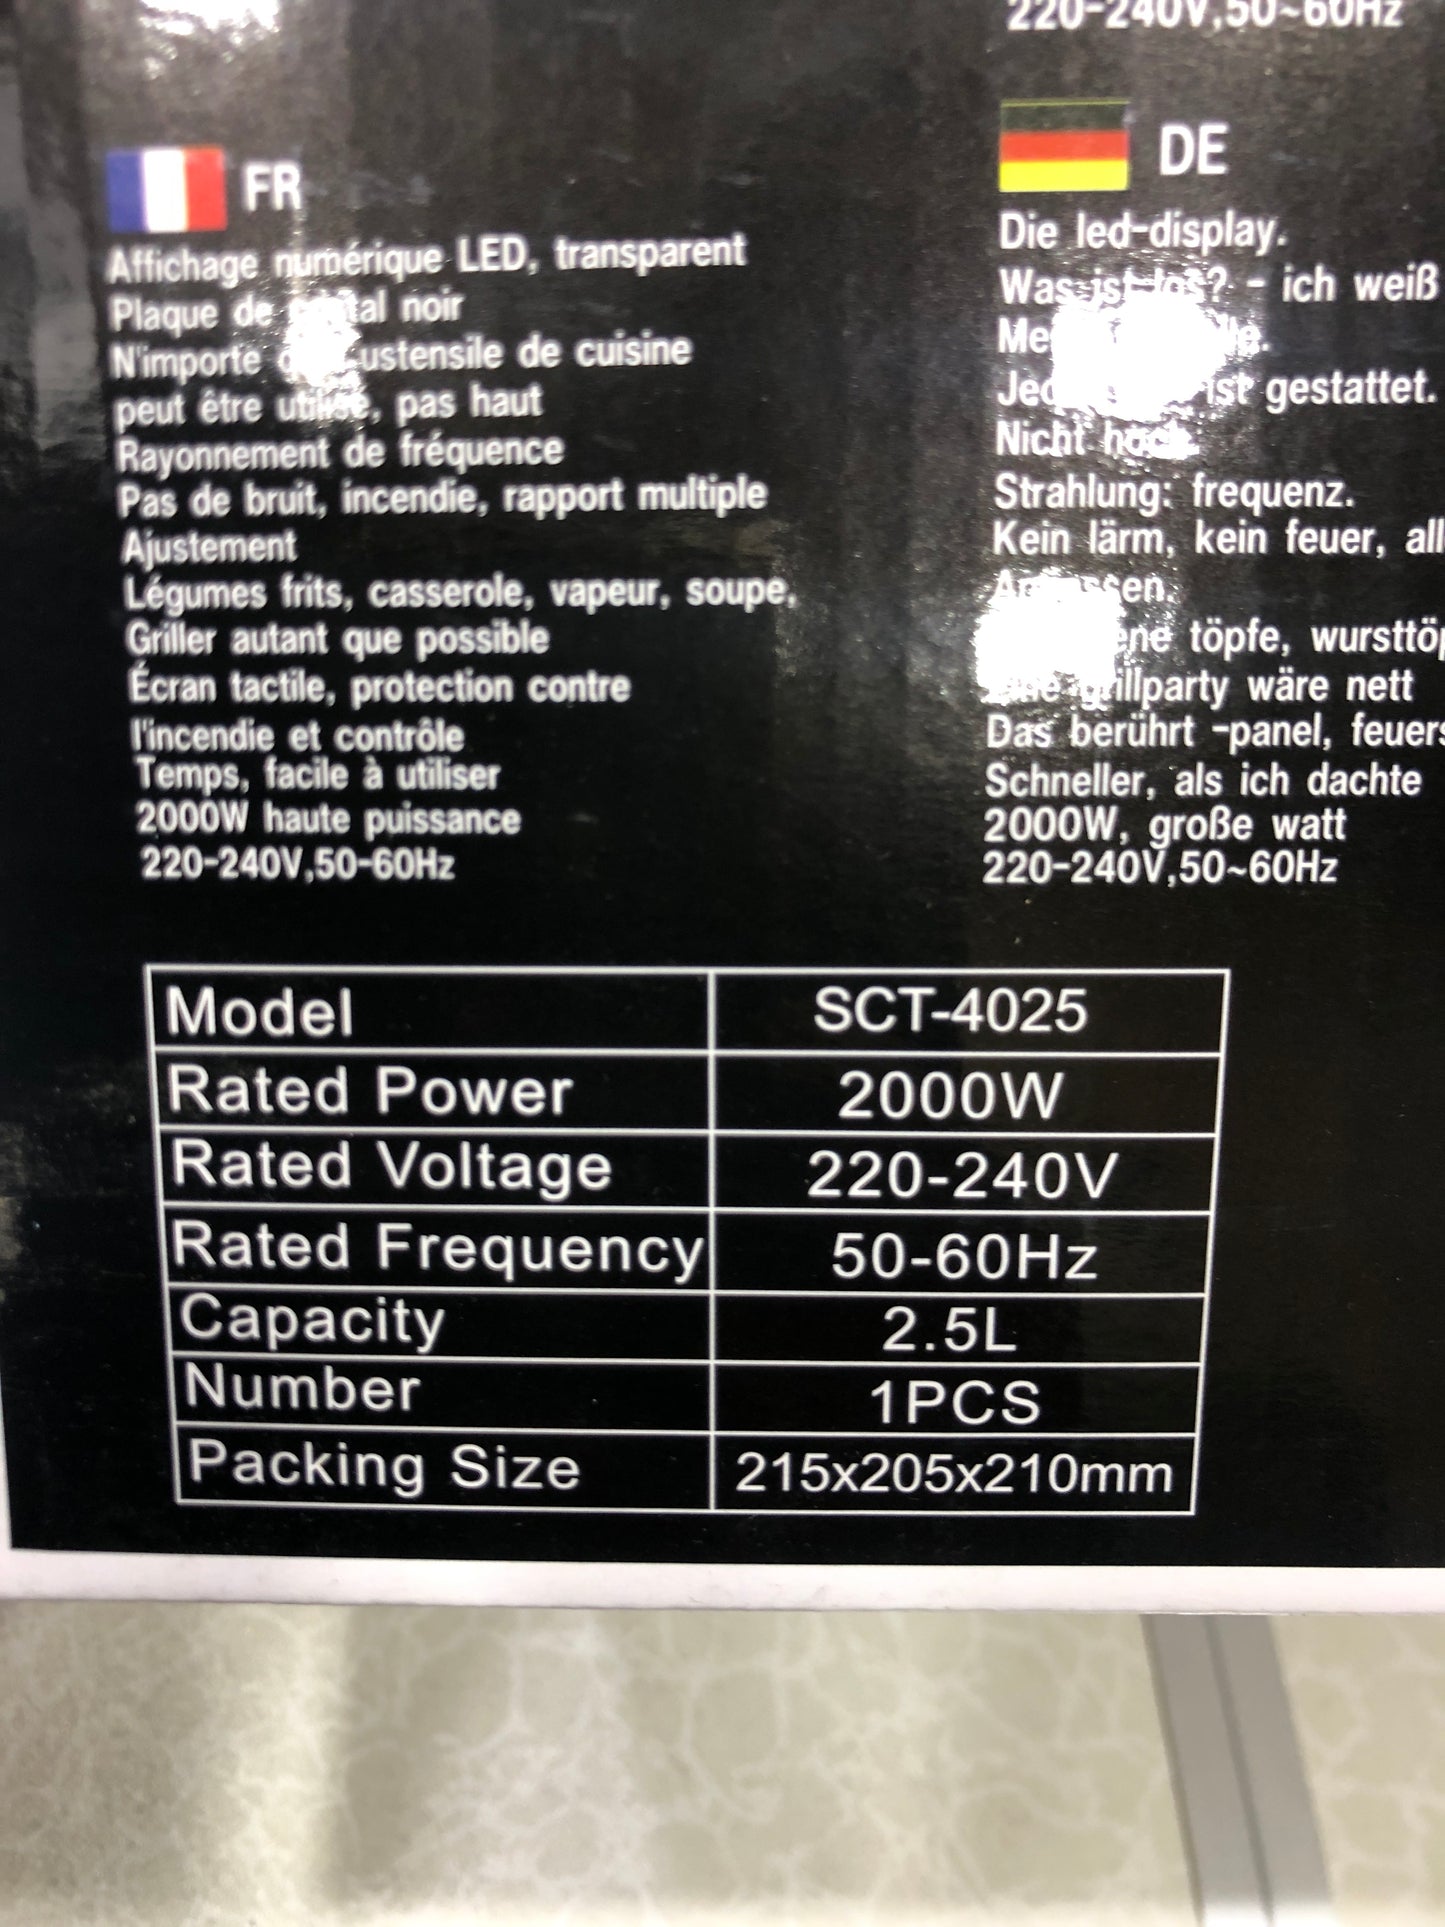 220-240V,50~60Hz
FR
Affichage numérique LED, transparent
Plaque de noir
N'importe ustensile de cuisine
peut être utilisé, pas haut
Rayonnement de fréquence
Pas de bruit, incendie, rapport multiple
Ajustement
Légumes frits, casserole, vapeur, soupe,
Griller autant que possible
Écran tactile, protection contre
l'incendie et contrôle
Temps, facile à utiliser
2000W haute puissance
220-240V,50-60Hz
DE
Die led-display.
Was ist los? - ich weiß
ist gestattet.
Nicht hoch.
Strahlung: frequenz.
Kein lärm, kein feuer,
töpfe,
grillparty wäre nett
Das berührt -panel,
Schneller, als ich dachte
2000W, große watt
220-240V,50~60Hz
Model SCT-4025
Rated Power 2000W
Rated Voltage 220-240V
Rated Frequency 50-60Hz
Capacity 2.5L
Number 1PCS
Packing Size 215x205x210mm